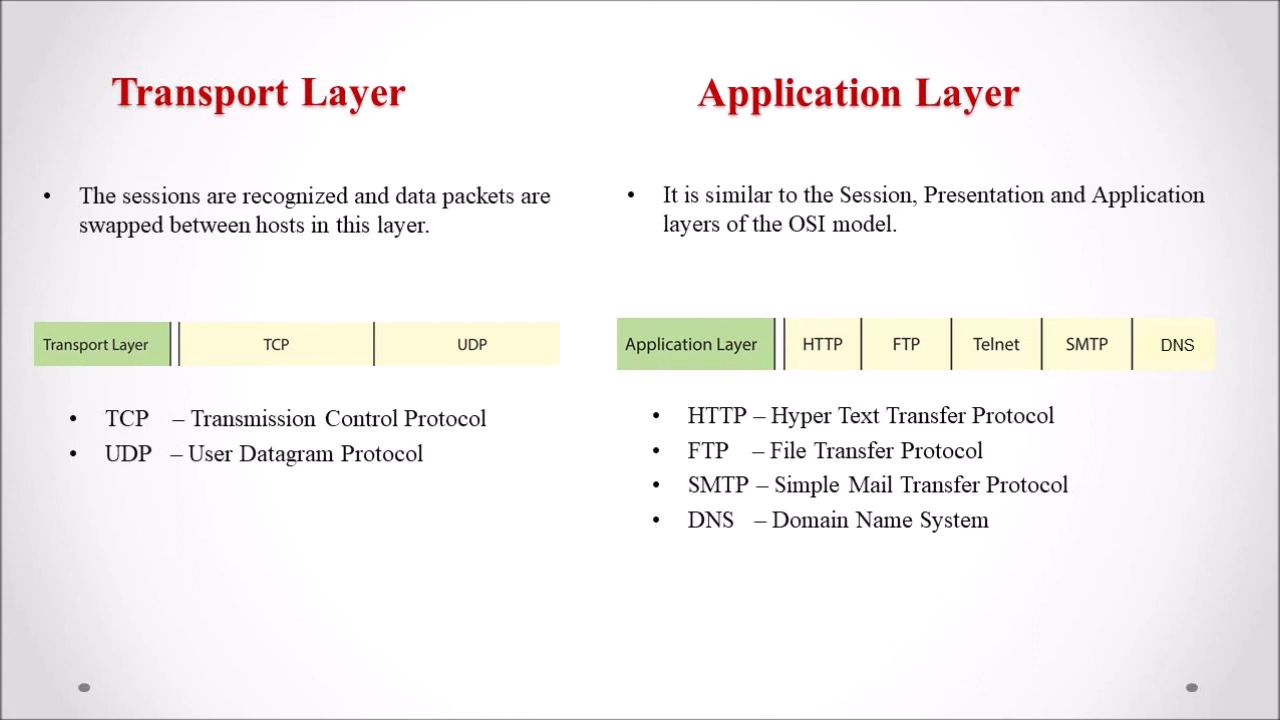 Transport Layer
• The sessions are recognized and data packets are
swapped between hosts in this layer.
Transport Layer TCP UDP
• TCP – Transmission Control Protocol
• UDP – User Datagram Protocol
Application Layer
• It is similar to the Session, Presentation and Application
layers of the OSI model.
Application Layer HTTP FTP Telnet SMTP DNS
• HTTP – Hyper Text Transfer Protocol
• FTP – File Transfer Protocol
• SMTP – Simple Mail Transfer Protocol
• DNS – Domain Name System